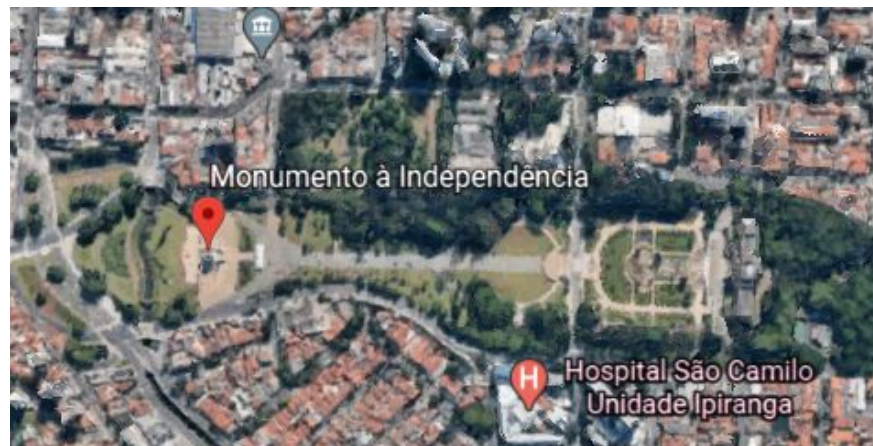 Monumento à Independência
H
Hospital São Camilo
Unidade Ipiranga